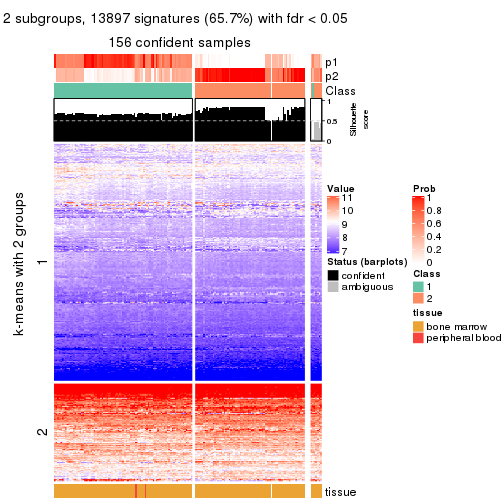 2 subgroups, 13897 signatures (65.7%) with fdr < 0.05
156 confident samples
p1
p2
Class
1
0.5
0
Silhouette
score
k-means with 2 groups
1
2
tissue
Value
11
10
9
8
7
Status (barplots)
confident
ambiguous
Prob
1
0.8
0.6
0.4
0.2
0
Class
1
2
tissue
bone marrow
peripheral blood